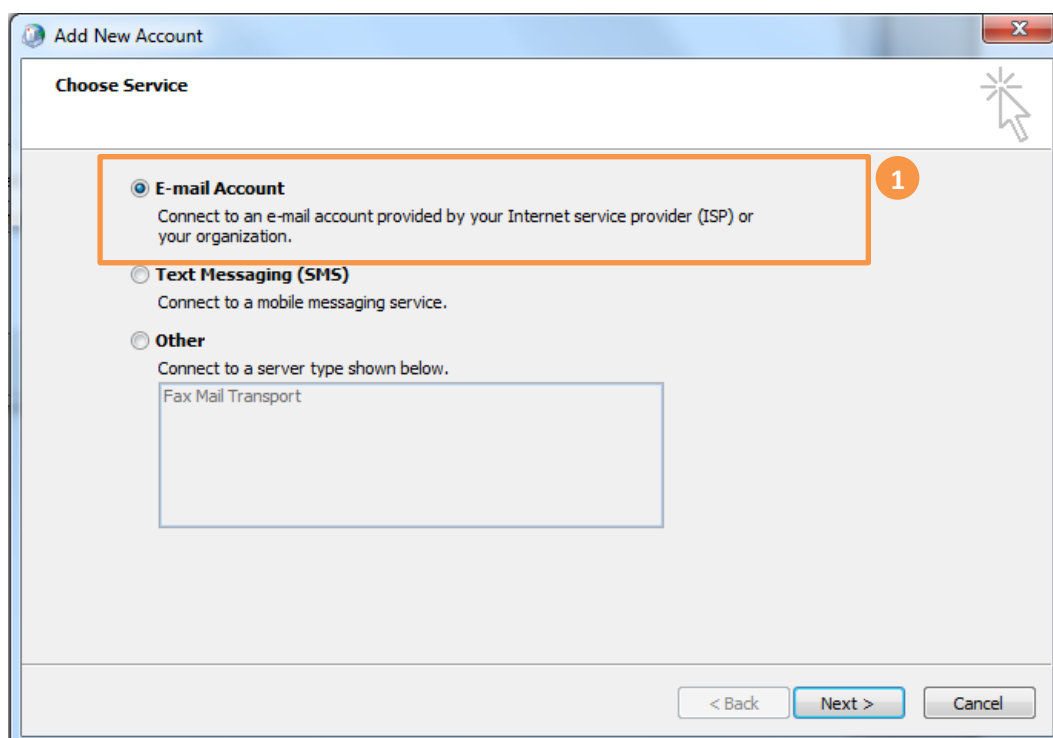 Add New Account
Choose Service
1
E-mail Account
Connect to an e-mail account provided by your Internet service provider (ISP) or
your organization.
Text Messaging (SMS)
Connect to a mobile messaging service.
Other
Connect to a server type shown below.
Fax Mail Transport
< Back
Next >
Cancel